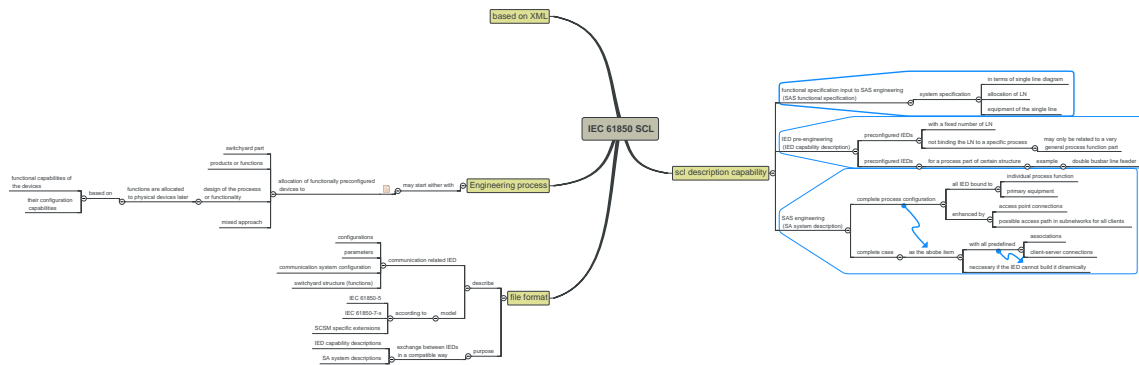 based on XML
IEC 61850 SCL
scl description capability
functional specification input to SAS engineering
(SAS functional specification)
system specification
in terms of single line diagram
allocation of LN
equipment of the single line
IED pre-engineering
(IED capability description)
preconfigured IEDs
with a fixed number of LN
not binding the LN to a specific process
may only be related to a very
general process function part
preconfigured IEDs
for a process part of certain structure
example
double busbar line feeder
SAS engineering
(SA system description)
complete process configuration
all IED bound to
individual process function
primary equipment
enhanced by
access point connections
possible access path in subnetworks for all clients
complete case
as the abobe item
with all predefined
associations
client-server connections
neccesary if the IED cannot build it dinamically
Engineering process
may start either with
allocation of functionally preconfigured
devices to
switchyard part
products or functions
design of the process
or functionality
functions are allocated
to physical devices later
based on
functional capabilities of
the devices
their configuration
capabilities
mixed approach
file format
describe
communication related IED
configurations
parameters
communication system configuration
switchyard structure (functions)
model
according to
IEC 61850-5
IEC 61850-7-x
SCSM specific extensions
purpose
exchange between IEDs
in a compatible way
IED capability descriptions
SA system descriptions